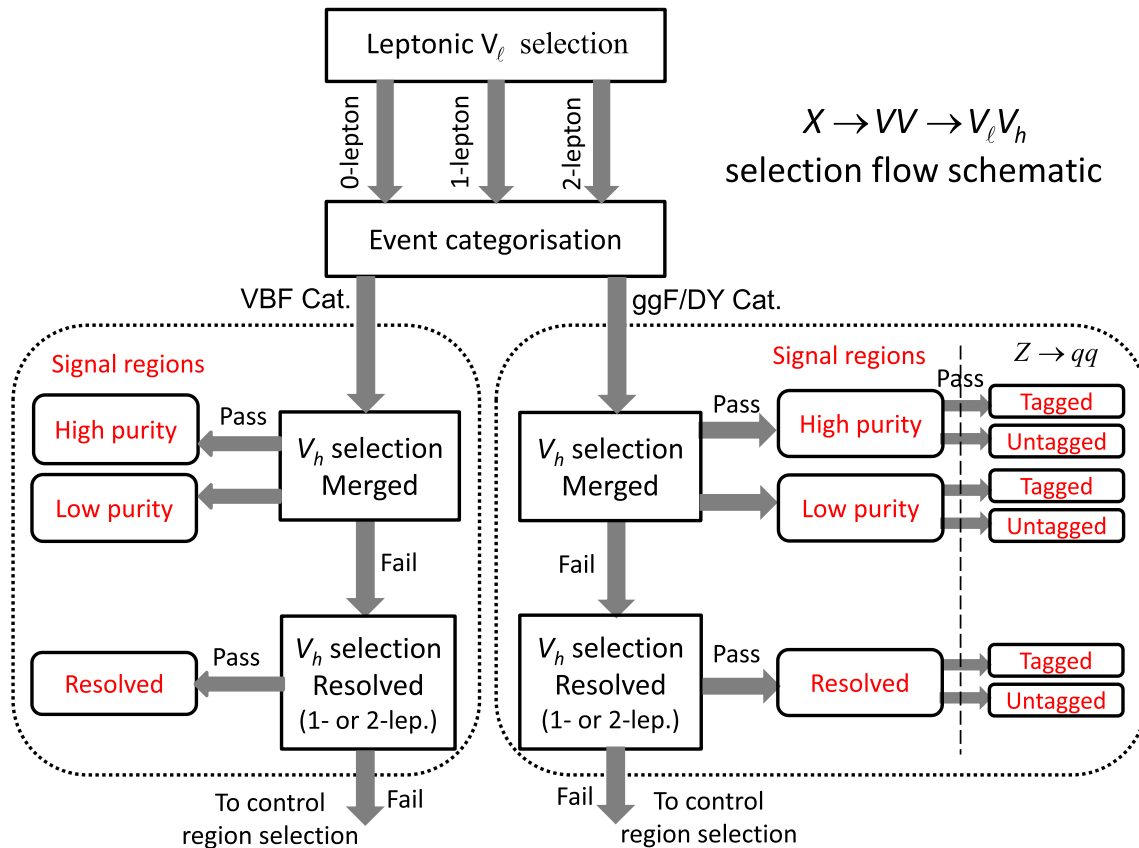 Leptonic Vℓ selection
0-lepton
1-lepton
2-lepton
X → VV → VℓVh
selection flow schematic
Event categorisation
VBF Cat.
ggF/DY Cat.
Signal regions
High purity
Pass
Low purity
Vh selection
Merged
Fail
Resolved
Pass
Vh selection
Resolved
(1- or 2-lep.)
Fail
To control
region selection
Signal regions
Z → qq
Vh selection
Merged
Pass
High purity
Pass
Tagged
Untagged
Low purity
Tagged
Untagged
Fail
Vh selection
Resolved
(1- or 2-lep.)
Pass
Resolved
Tagged
Untagged
Fail
To control
region selection